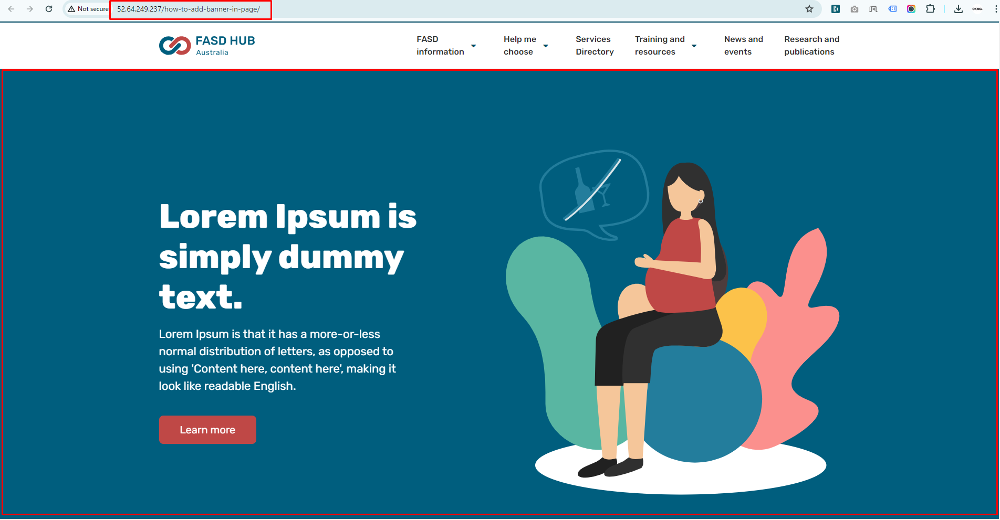 Not secure 52.64.249.237/how-to-add-banner-in-page/
OKMG.
FASD HUB
Australia
FASD
information
Help me
choose
Services
Directory
Training and
resources
News and
events
Research and
publications
Lorem Ipsum is
simply dummy
text.
Lorem Ipsum is that it has a more-or-less
normal distribution of letters, as opposed to
using 'Content here, content here', making it
look like readable English.
Learn more